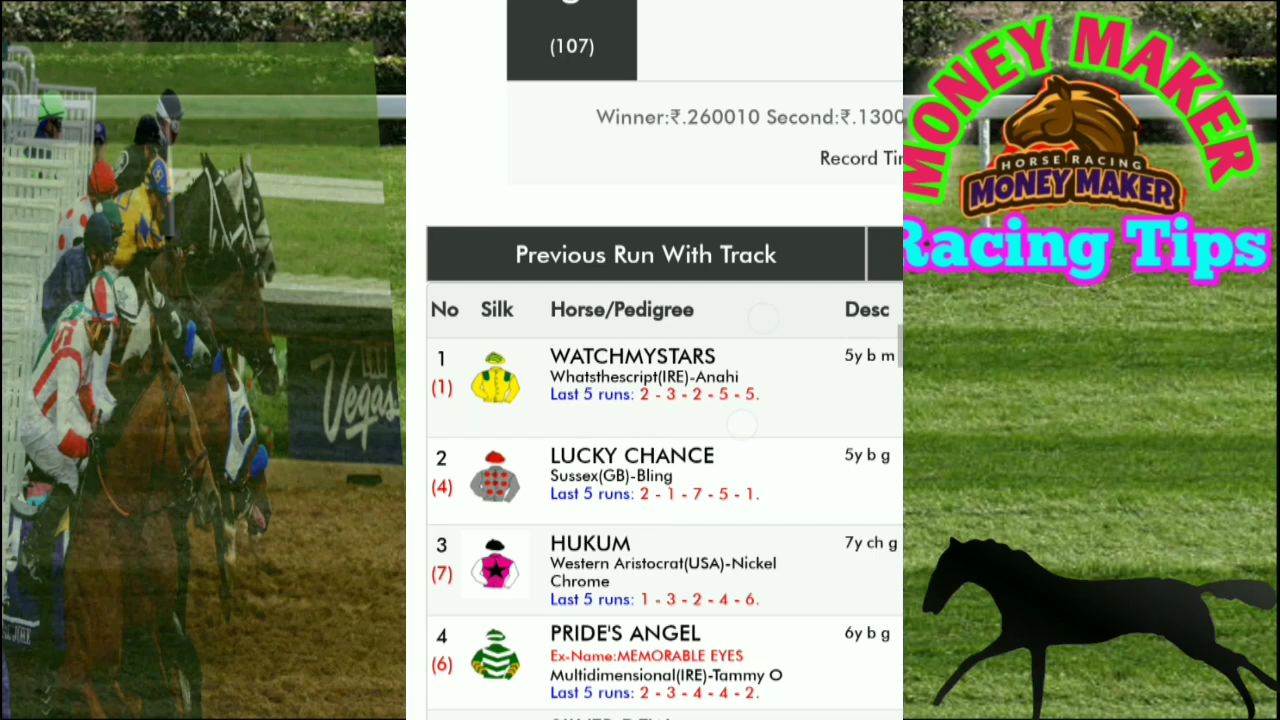 (107)
Winner:₹.260010 Second:₹.1300
Record Tir
Previous Run With Track
No Silk Horse/Pedigree Desc
1 WATCHMYSTARS 5y b m
(1) Whatsthescript(IRE)-Anahi
Last 5 runs: 2 - 3 - 2 - 5 - 5.
2 LUCKY CHANCE 5y b g
(4) Sussex(GB)-Bling
Last 5 runs: 2 - 1 - 7 - 5 - 1.
3 HUKUM 7y ch g
(7) Western Aristocrat(USA)-Nickel
Chrome
Last 5 runs: 1 - 3 - 2 - 4 - 6.
4 PRIDE'S ANGEL 6y b g
(6) Ex-Name:MEMORABLE EYES
Multidimensional(IRE)-Tammy O
Last 5 runs: 2 - 3 - 4 - 4 - 2.
MONEY MAKER
HORSE RACING
MONEY MAKER
Racing Tips
Vegas